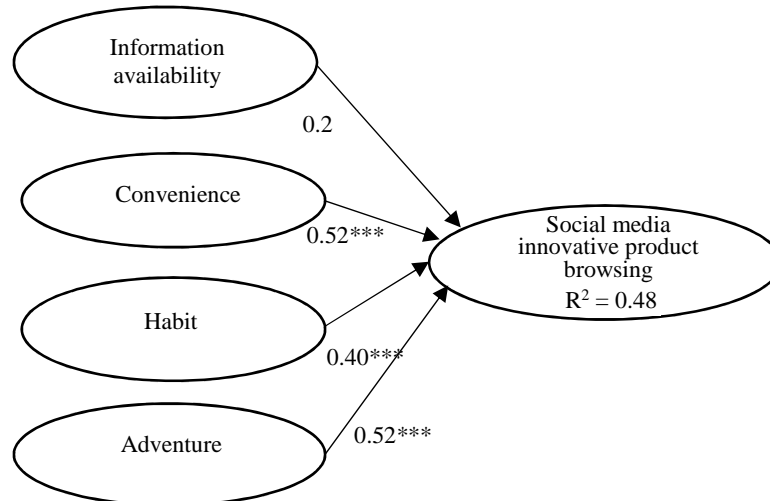 Information
availability
0.2
Convenience
0.52***
Social media
innovative product
browsing
R² = 0.48
Habit
0.40***
Adventure
0.52***